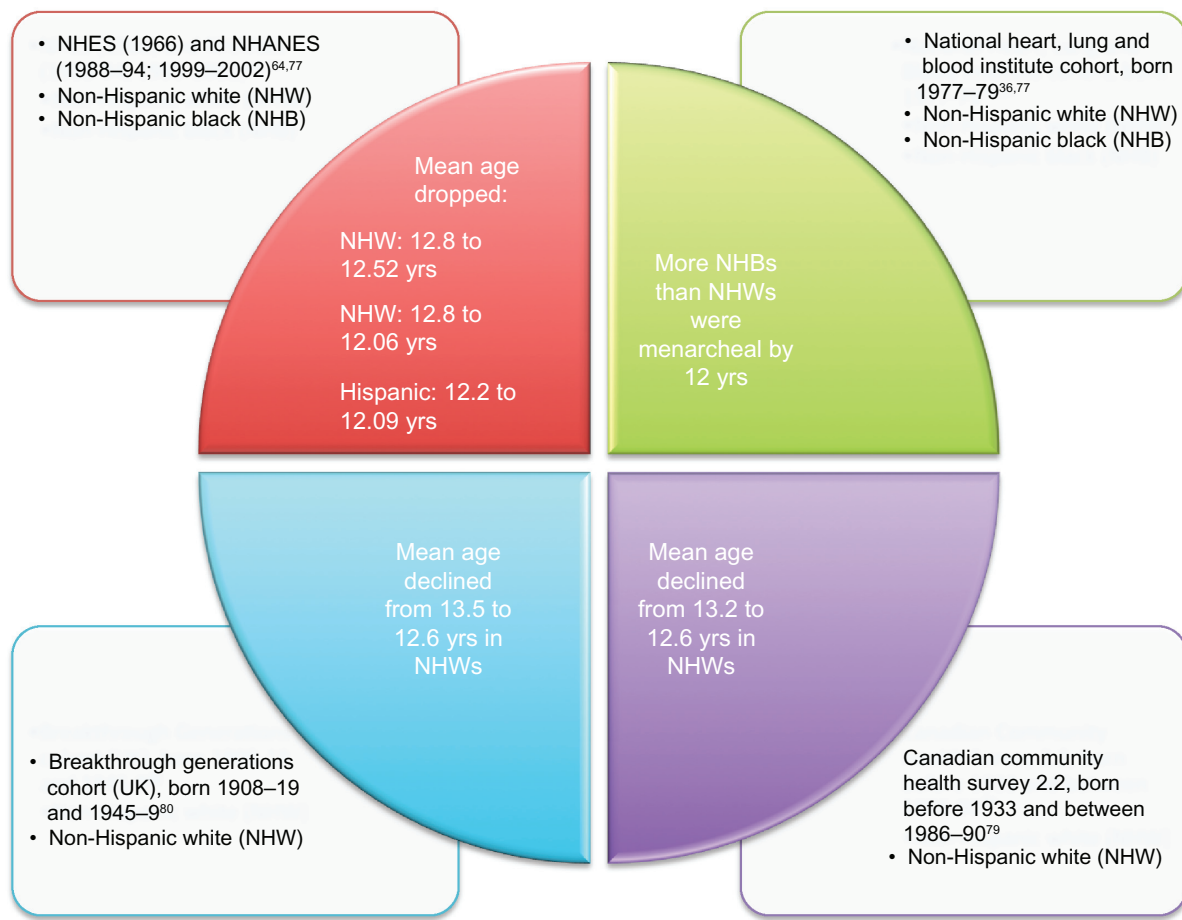 • NHES (1966) and NHANES
(1988–94; 1999–2002)64,77
• Non-Hispanic white (NHW)
• Non-Hispanic black (NHB)
Mean age
dropped:
NHW: 12.8 to
12.52 yrs
NHW: 12.8 to
12.06 yrs
Hispanic: 12.2 to
12.09 yrs
• National heart, lung and
blood institute cohort, born
1977–7936,77
• Non-Hispanic white (NHW)
• Non-Hispanic black (NHB)
More NHBs
than NHWs
were
menarcheal by
12 yrs
Mean age
declined
from 13.5 to
12.6 yrs in
NHWs
• Breakthrough generations
cohort (UK), born 1908–19
and 1945–980
• Non-Hispanic white (NHW)
Mean age
declined
from 13.2 to
12.6 yrs in
NHWs
Canadian community
health survey 2.2, born
before 1933 and between
1986–9079
• Non-Hispanic white (NHW)